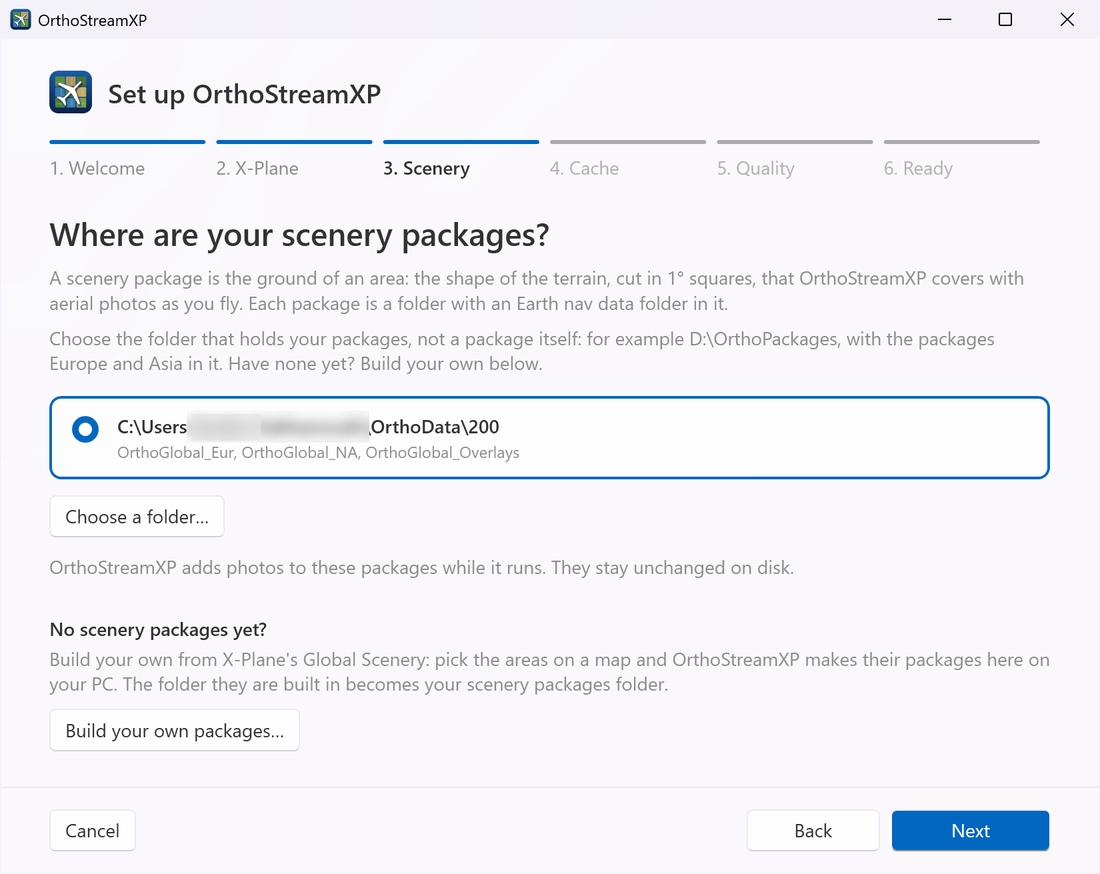 OrthoStreamXP
Set up OrthoStreamXP
1. Welcome
2. X-Plane
3. Scenery
4. Cache
5. Quality
6. Ready
Where are your scenery packages?
A scenery package is the ground of an area: the shape of the terrain, cut in 1° squares, that OrthoStreamXP covers with
aerial photos as you fly. Each package is a folder with an Earth nav data folder in it.
Choose the folder that holds your packages, not a package itself: for example D:\OrthoPackages, with the packages
Europe and Asia in it. Have none yet? Build your own below.
C:\Users \OrthoData\200
OrthoGlobal_Eur, OrthoGlobal_NA, OrthoGlobal_Overlays
Choose a folder...
OrthoStreamXP adds photos to these packages while it runs. They stay unchanged on disk.
No scenery packages yet?
Build your own from X-Plane's Global Scenery: pick the areas on a map and OrthoStreamXP makes their packages here on
your PC. The folder they are built in becomes your scenery packages folder.
Build your own packages...
Cancel
Back
Next